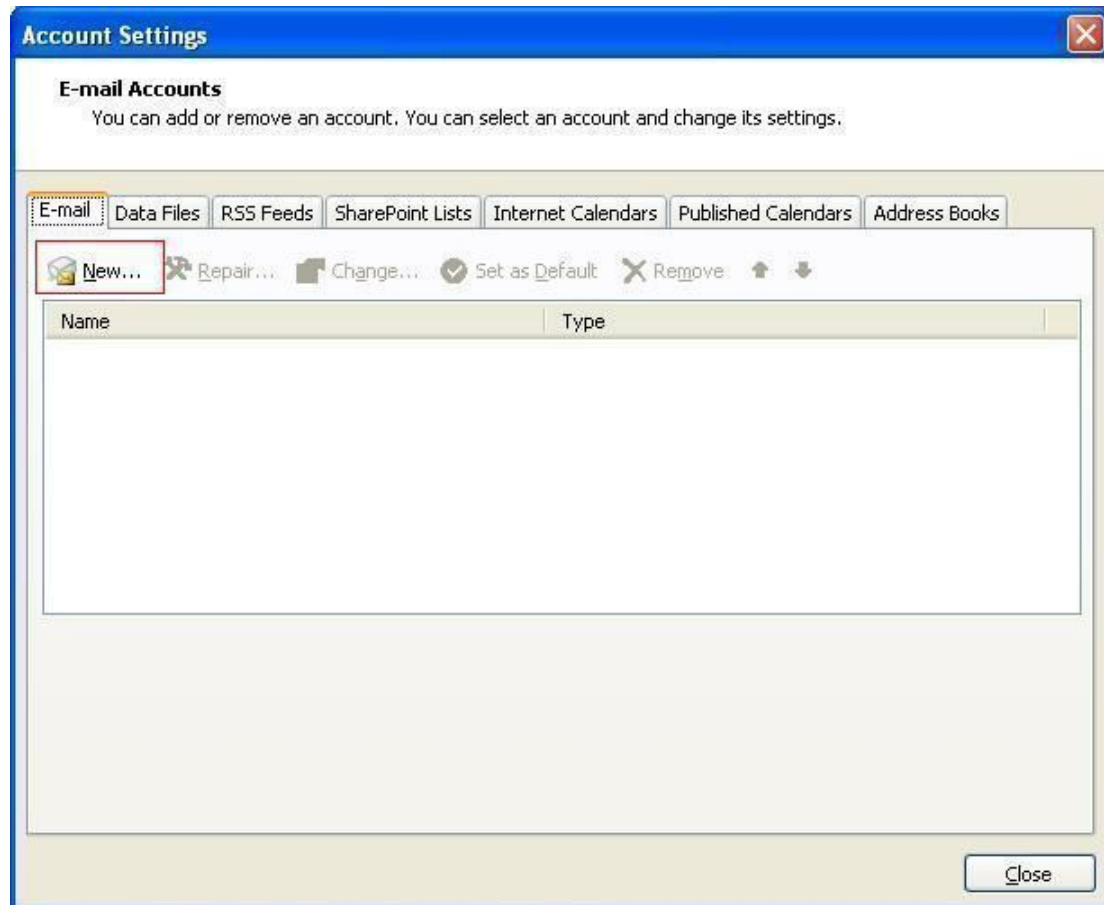 Account Settings
E-mail Accounts
You can add or remove an account. You can select an account and change its settings.
E-mail Data Files RSS Feeds SharePoint Lists Internet Calendars Published Calendars Address Books
New... Repair... Change... Set as Default Remove
Name Type
Close